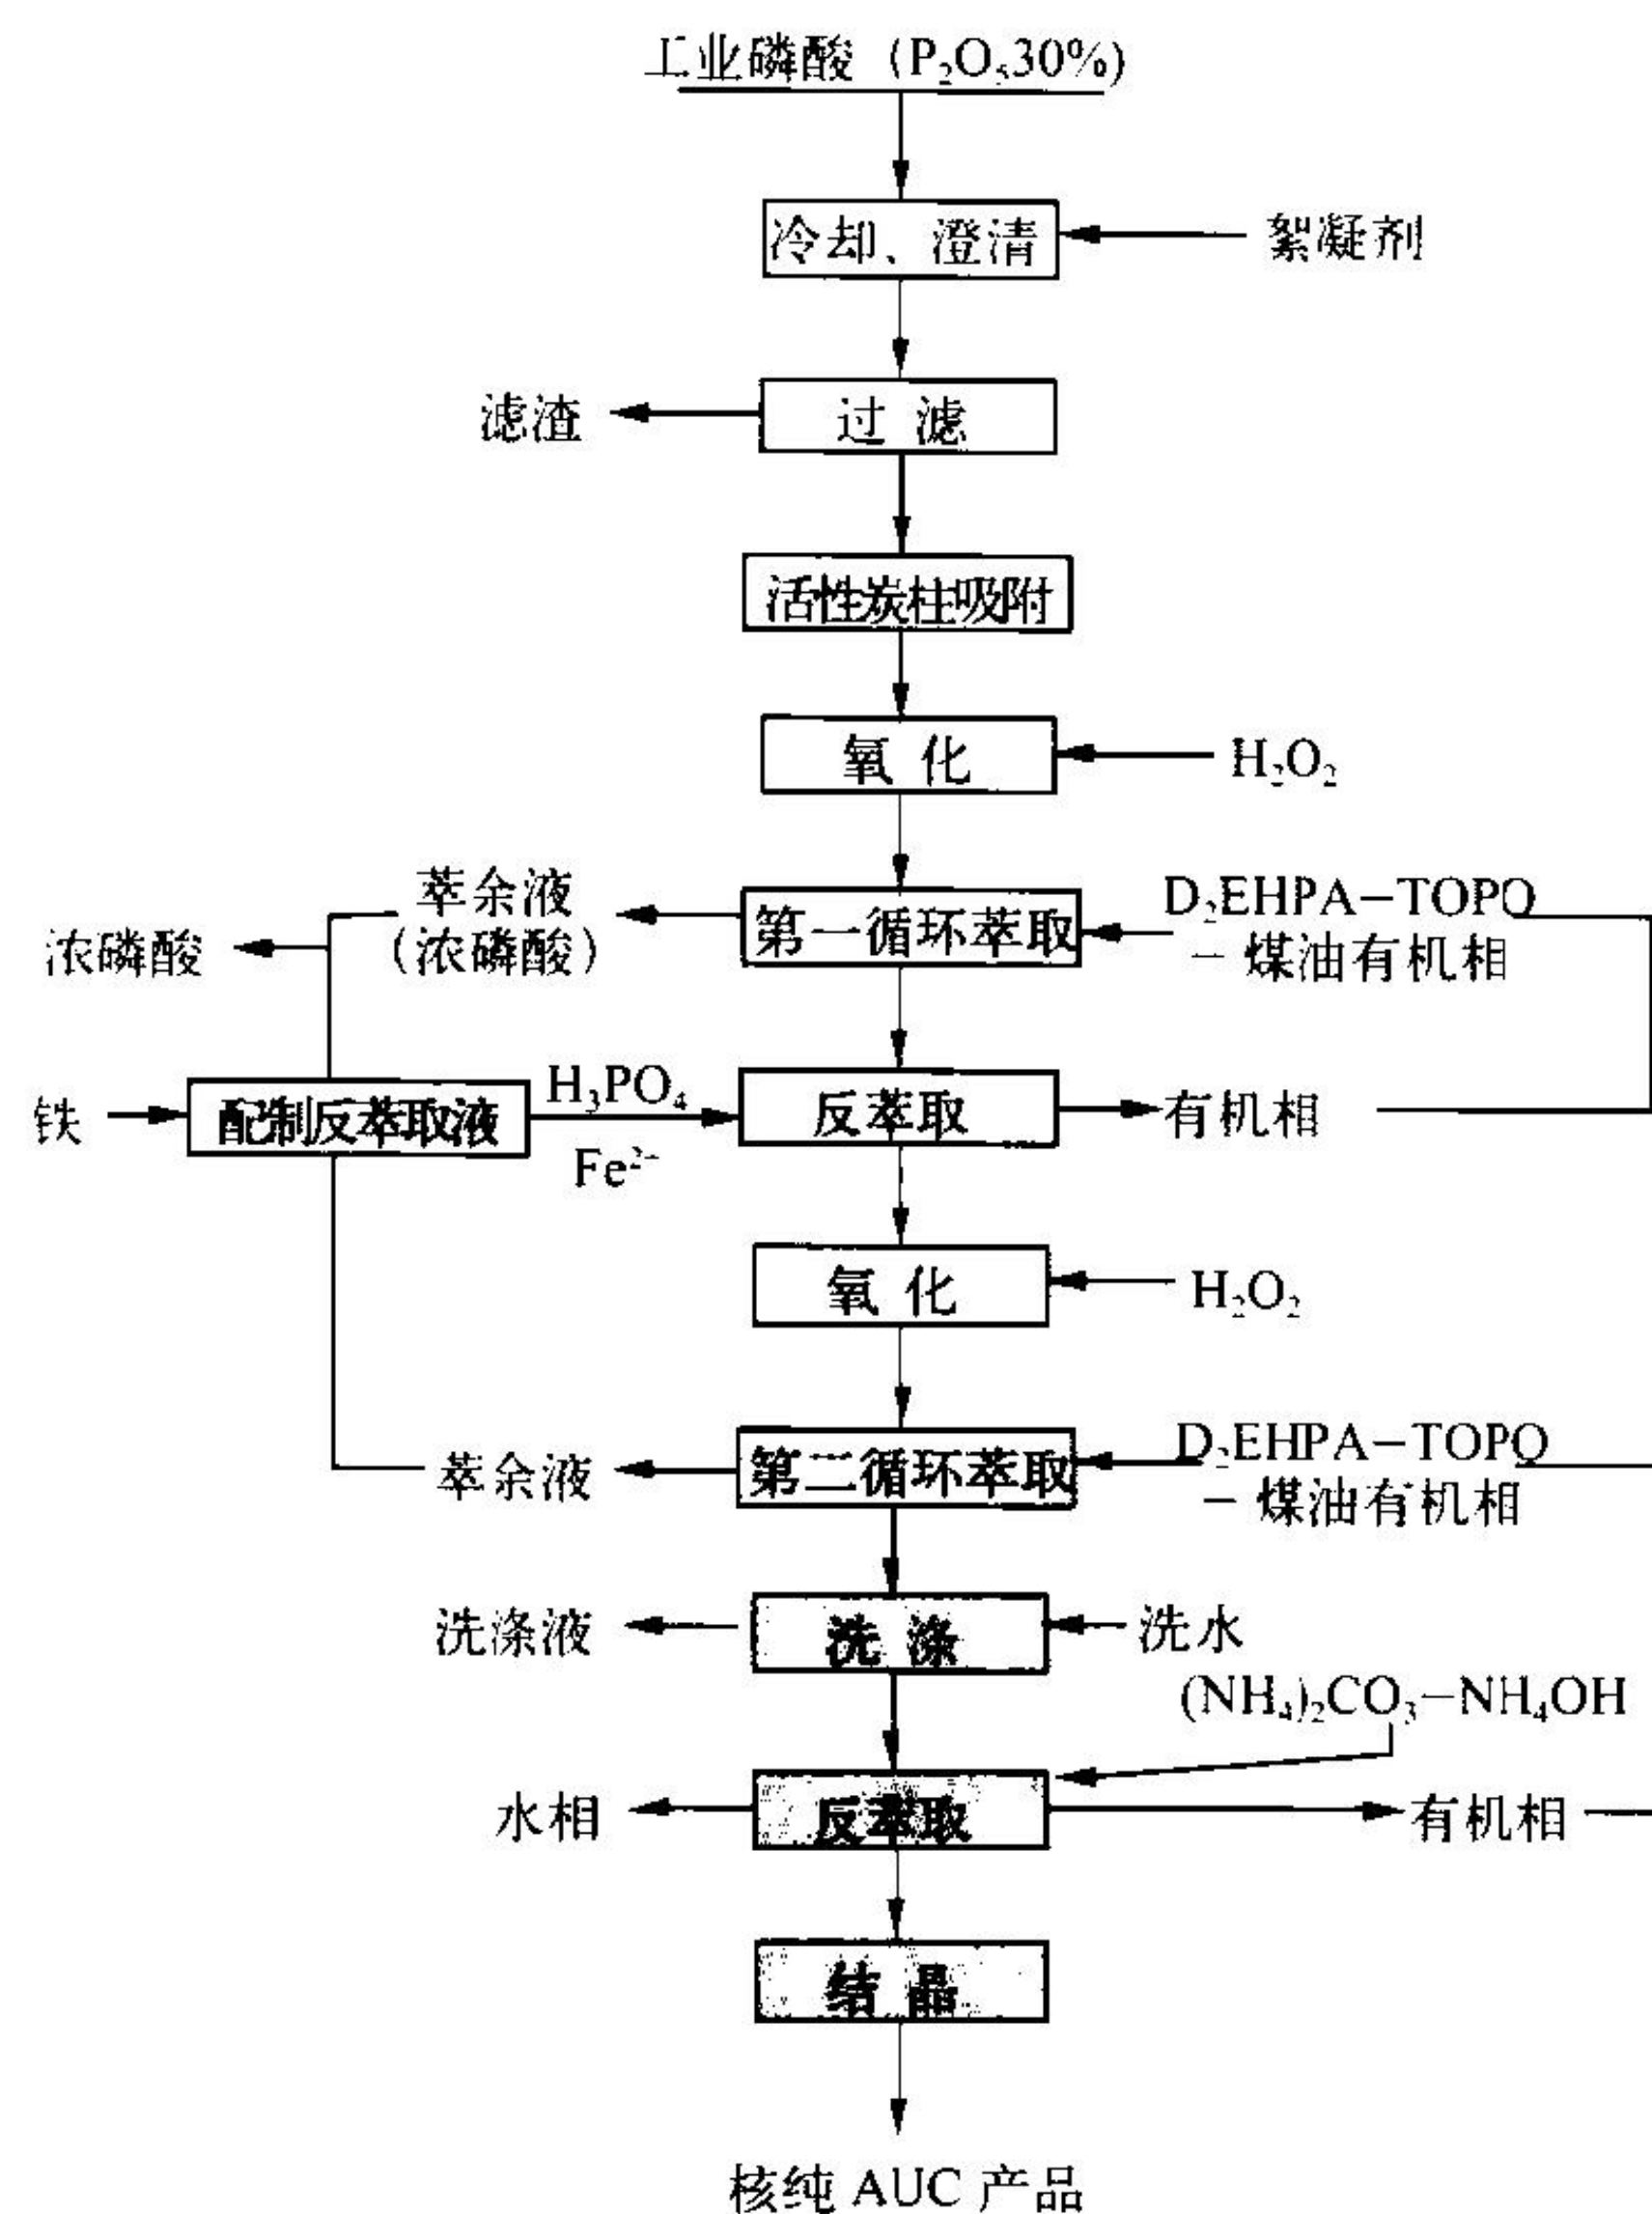 工业磷酸 (P₂O₅30%)
冷却、澄清
絮凝剂
滤渣
过 滤
活性炭柱吸附
氧 化
H₂O₂
萃余液
(浓磷酸)
浓磷酸
第一循环萃取
D₂EHPA-TOPO
- 煤油有机相
铁
配制反萃取液
H₃PO₄
Fe²⁺
反萃取
有机相
氧 化
H₂O₂
萃余液
第二循环萃取
D₂EHPA-TOPO
- 煤油有机相
洗涤液
洗 涤
洗水
(NH₄)₂CO₃-NH₄OH
水相
反萃取
有机相
结 晶
核纯 AUC 产品